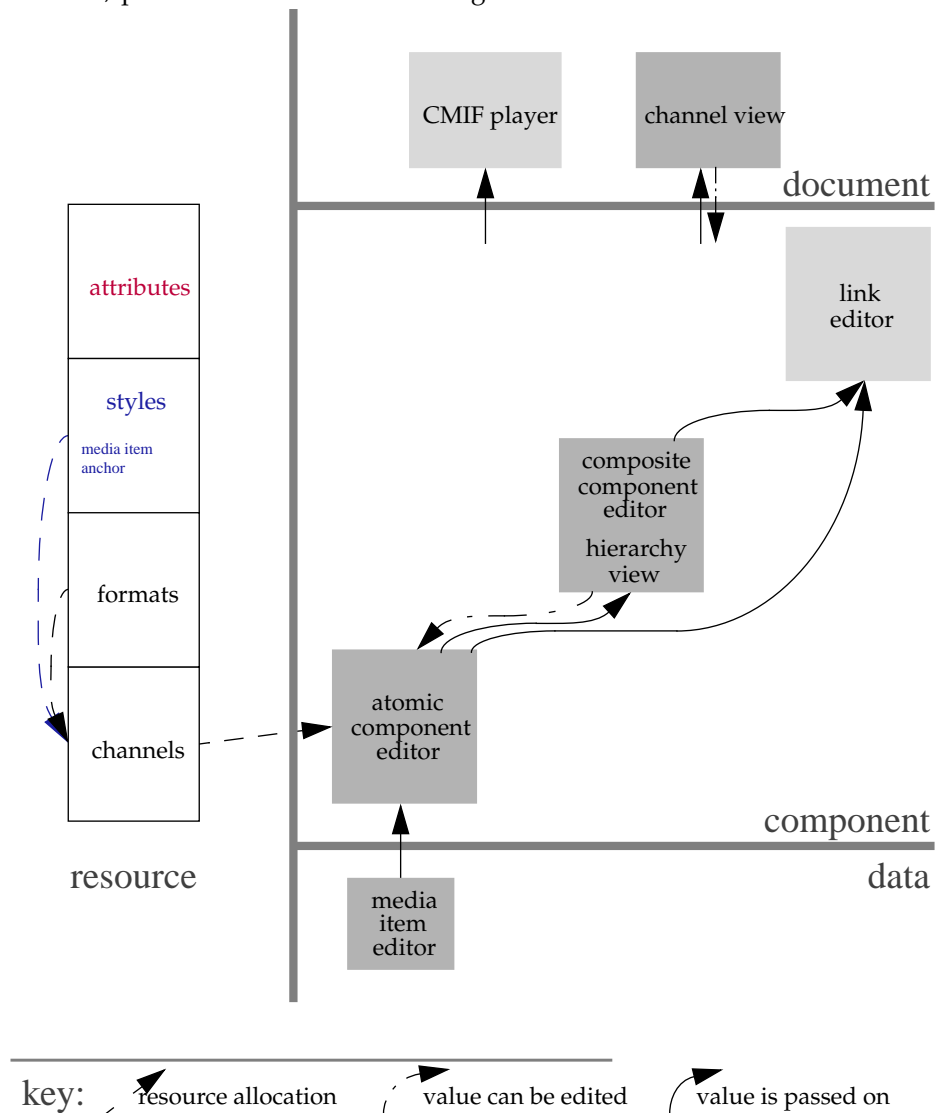 CMIF player
channel view
document
attributes
link
editor
styles
media item
anchor
composite
component
editor
hierarchy
view
formats
atomic
component
editor
channels
component
resource
data
media
item
editor
key:
resource allocation
value can be edited
value is passed on